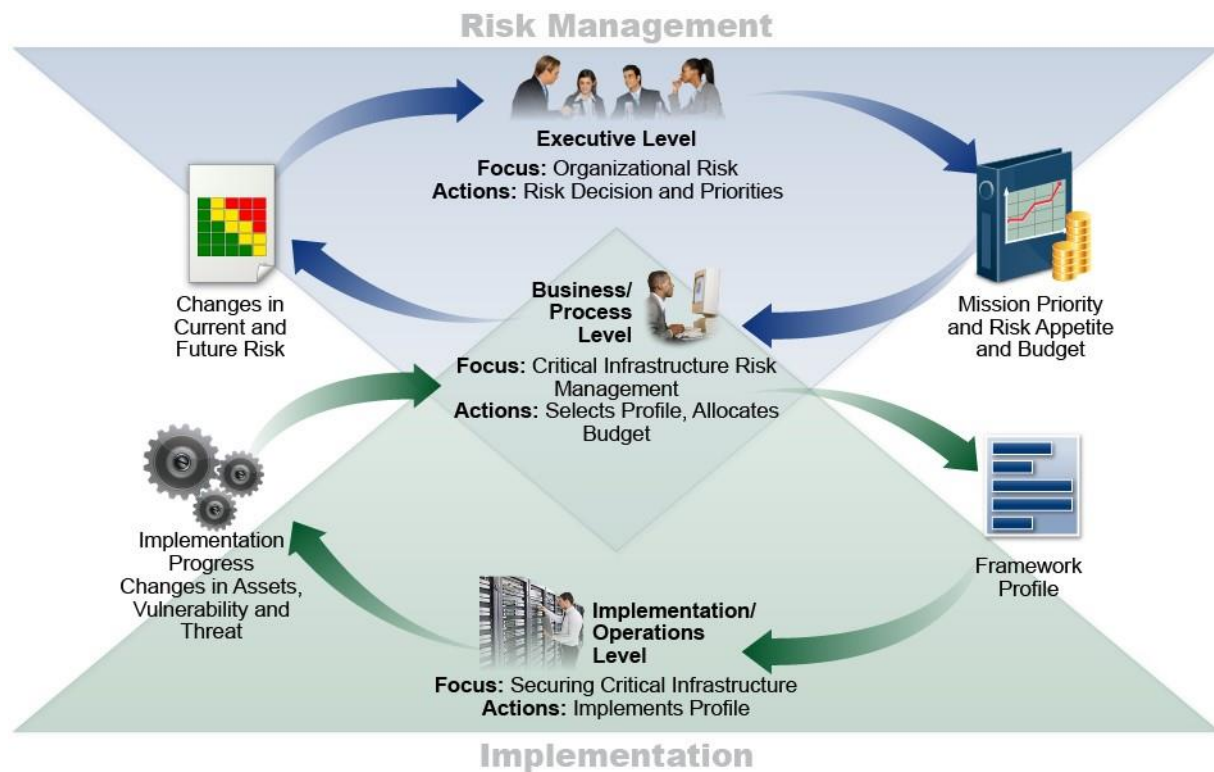 Risk Management
Executive Level
Focus: Organizational Risk
Actions: Risk Decision and Priorities
Changes in
Current and
Future Risk
Mission Priority
and Risk Appetite
and Budget
Business/
Process
Level
Focus: Critical Infrastructure Risk
Management
Actions: Selects Profile, Allocates
Budget
Implementation
Progress
Changes in Assets,
Vulnerability and
Threat
Framework
Profile
Implementation/
Operations
Level
Focus: Securing Critical Infrastructure
Actions: Implements Profile
Implementation